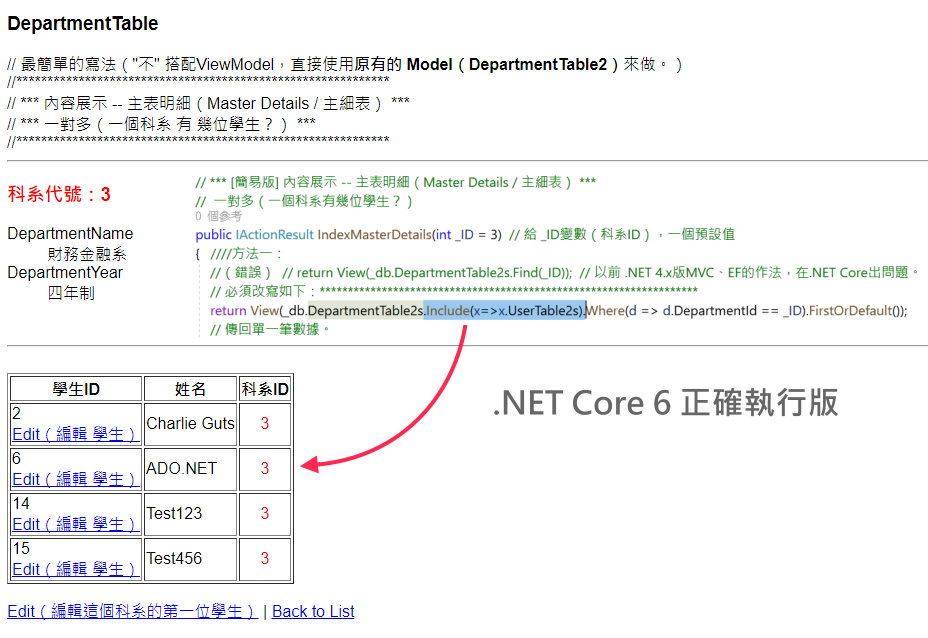 DepartmentTable
// 最簡單的寫法（"不" 搭配ViewModel，直接使用原有的 Model（DepartmentTable2）來做。）
//************************************************************
// *** 內容展示 -- 主表明細（Master Details / 主細表） ***
// *** 一對多（一個科系 有 幾位學生？） ***
//************************************************************
科系代號：3
DepartmentName
財務金融系
DepartmentYear
四年制
// *** [簡易版] 內容展示 -- 主表明細（Master Details / 主細表） ***
// 一對多（一個科系有幾位學生？）
0 個參考
public IActionResult IndexMasterDetails(int _ID = 3) // 給 _ID變數（科系ID），一個預設值
{ ////方法一：
//（錯誤） // return View(_db.DepartmentTable2s.Find(_ID)); // 以前 .NET 4.x版MVC、EF的作法，在.NET Core出問題。
// 必須改寫如下：****************************************************************
return View(_db.DepartmentTable2s.Include(x=>x.UserTable2s).Where(d => d.DepartmentId == _ID).FirstOrDefault());
// 傳回單一筆數據。
學生ID 姓名 科系ID
2
Edit（編輯 學生） Charlie Guts 3
6
Edit（編輯 學生） ADO.NET 3
14
Edit（編輯 學生） Test123 3
15
Edit（編輯 學生） Test456 3
.NET Core 6 正確執行版
Edit（編輯這個科系的第一位學生） | Back to List